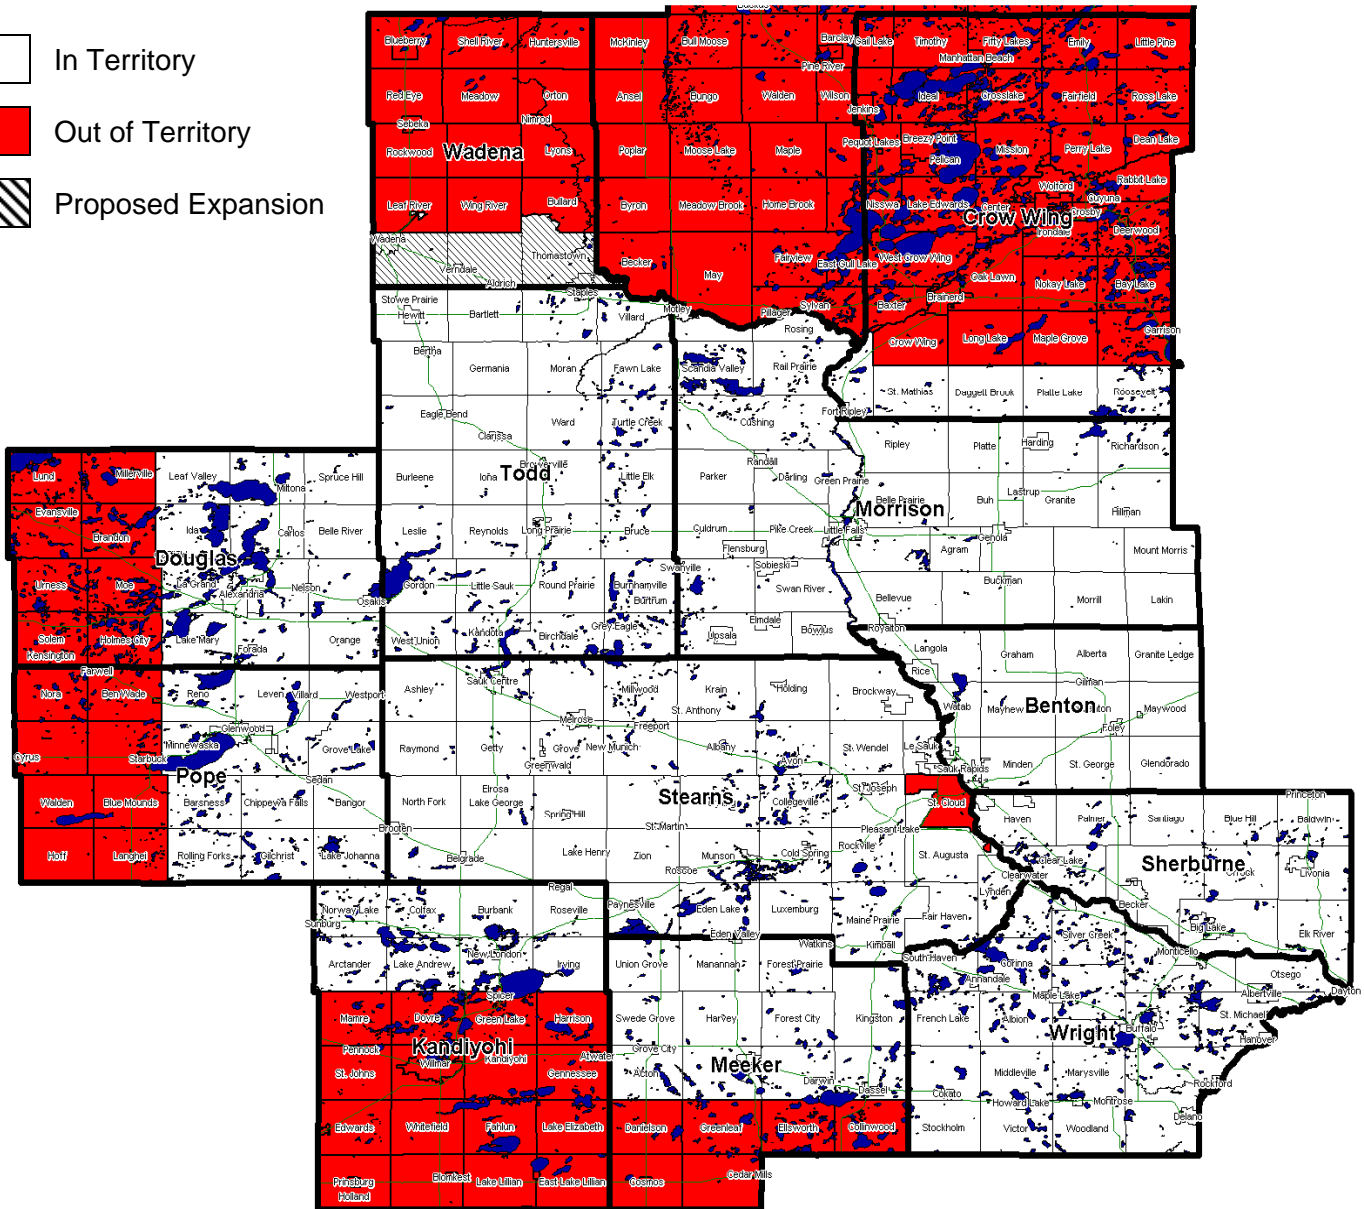 In Territory
Out of Territory
Proposed Expansion
Backus
Blueberry Shell River Huntersville McKinley Bull Moose Barclay Gail Lake Timothy Fifty Lakes Emily Little Pine
Manhattan Beach
Pine River
Red Eye Meadow Orton Ansel Bungo Walden Wilson Ideal Crosslake Fairfield Ross Lake
Jenkins
Nimrod
Sebeka
Pequot Lakes Breezy Point Dean Lake
Rockwood Wadena Lyons Poplar Moose Lake Maple Pelican Mission Perry Lake
Rabbit Lake
Wolford
Leaf River Wing River Bullard Byron Meadow Brook Home Brook Nisswa Lake Edwards Center Cuyuna
Crow Wing Crosby
Irondale Deerwood
Wadena
Verndale Thomastown Becker May Fairview East Gull Lake West Crow Wing
Aldrich Oak Lawn Nokay Lake Bay Lake
Staples
Stowe Prairie Hewitt Bartlett Villard Motley Pillager Sylvan Baxter Brainerd
Rosing Garrison
Crow Wing Long Lake Maple Grove
Bertha
Germania Moran Fawn Lake Scandia Valley Rail Prairie
St. Mathias Daggett Brook Platte Lake Roosevelt
Eagle Bend Ward Turtle Creek Cushing Fort Ripley
Clarissa Ripley Platte Harding Richardson
Browerville Randall
Lund Millerville Leaf Valley Miltona Spruce Hill Burleene Iona Todd Little Elk Parker Darling Green Prairie
Belle Prairie Buh Lastrup Granite
Evansville Morrison Hillman
Brandon Ida Carlos Belle River Leslie Reynolds Long Prairie Bruce Culdrum Pike Creek Little Falls
Genola
Douglas Flensburg Agram Mount Morris
Sobieski
Urness Moe La Grand Alexandria Nelson Osakis Gordon Little Sauk Round Prairie Burnhamville Swanville Swan River Buckman
Burtrum Bellevue Morrill Lakin
Solem Holmes City Lake Mary Forada Orange West Union Kandota Birchdale Grey Eagle Upsala Elmdale Bowlus Royalton
Kensington
Langola Graham Alberta Granite Ledge
Farwell Rice
Nora Ben Wade Reno Leven Villard Westport Ashley Sauk Centre Millwood Krain Holding Brockway Gilman
St. Anthony Watab Mayhew Benton Maywood
Glenwood Melrose Freeport Foley
Cyrus Starbuck Minnewaska Grove Lake Raymond Getty Grove New Munich Albany St. Wendel Le Sauk
Greenwald Avon Minden St. George Glendorado
Pope Sedan Sauk Rapids
Walden Blue Mounds Barsness Chippewa Falls Bangor North Fork Elrosa
Lake George Spring Hill Stearns Collegeville St. Joseph St. Cloud Princeton
Haven Palmer Santiago Blue Hill Baldwin
Brooten St. Martin Pleasant Lake
Hoff Langhei Rolling Forks Gilchrist Lake Johanna Belgrade Lake Henry Zion Munson Cold Spring Rockville St. Augusta
Roscoe Clear Lake Sherburne Livonia
Clearwater
Regal Lynden
Norway Lake Colfax Burbank Roseville Paynesville Eden Lake Luxemburg Maine Prairie Fair Haven Becker
Sunburg Big Lake Elk River
Eden Valley Silver Creek
Watkins Kimball
New London South Haven Monticello
Arctander Lake Andrew Irving Union Grove Manannah Forest Prairie Corinna
Annandale Otsego
Spicer Maple Lake Albertville Dayton
Mamre Dovre Green Lake Harrison Swede Grove Harvey Forest City Kingston French Lake Albion St. Michael
Wright Buffalo Hanover
Kandiyohi
Pennock Willmar Kandiyohi Atwater Grove City
St. Johns Gennessee Acton Meeker Darwin Dassel Middleville Marysville Rockford
Cokato Howard Lake Montrose
Edwards Whitefield Fahlun Lake Elizabeth Danielson Greenleaf Ellsworth Collinwood Stockholm Victor Woodland Delano
Prinsburg Blomkest Lake Lillian East Lake Lillian Cosmos Cedar Mills
Holland